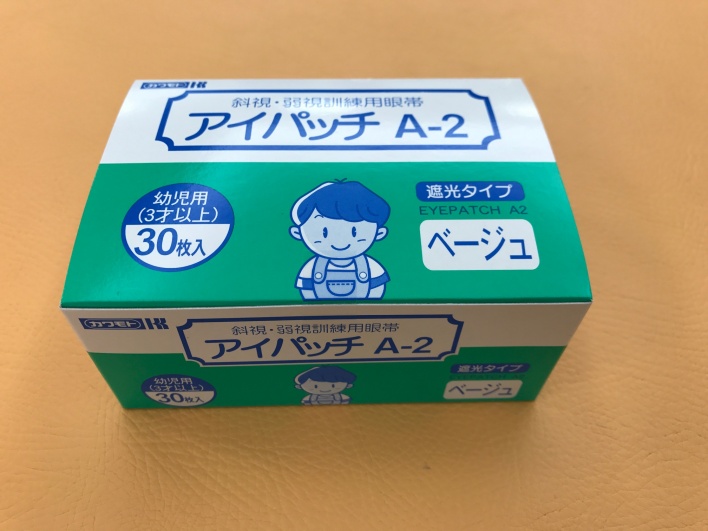 カワモト
斜視・弱視訓練用眼帯
アイパッチ A-2
幼児用
(3才以上)
30枚入
遮光タイプ
EYEPATCH A2
ベージュ
カワモト
斜視・弱視訓練用眼帯
アイパッチ A-2
幼児用
(3才以上)
30枚入
遮光タイプ
ベージュ